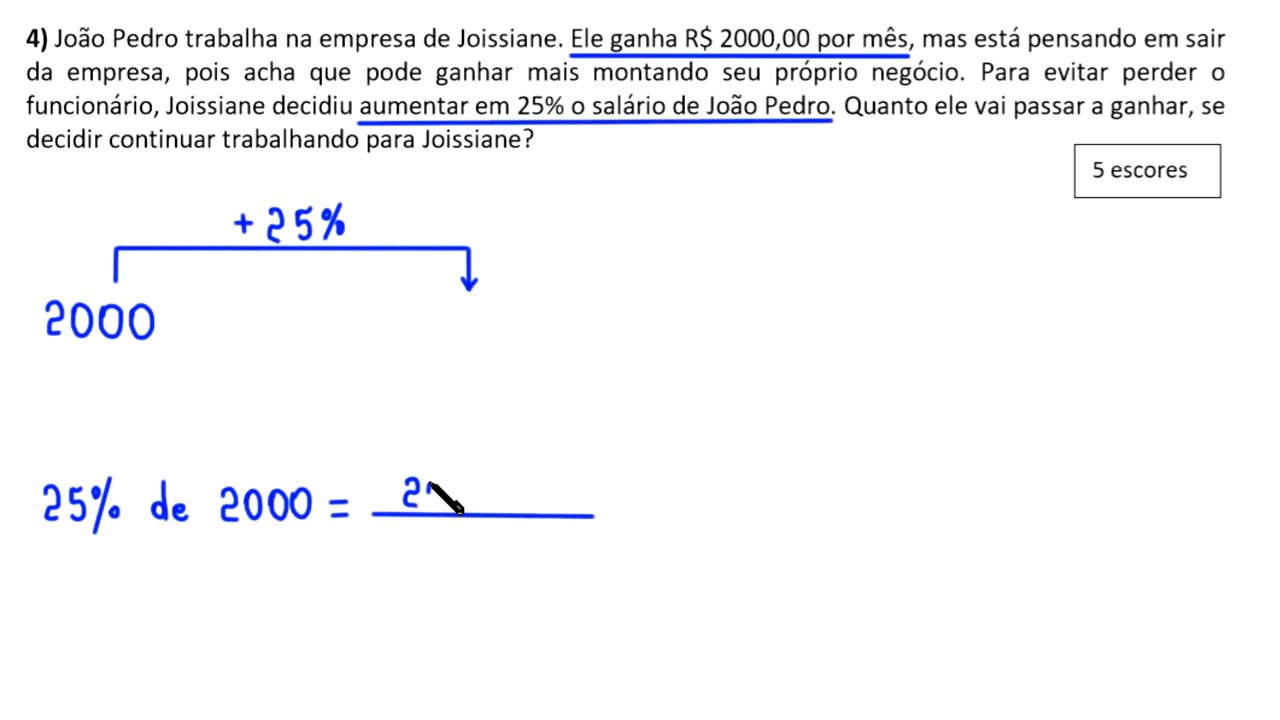 4) João Pedro trabalha na empresa de Joissiane. Ele ganha R$ 2000,00 por mês, mas está pensando em sair
da empresa, pois acha que pode ganhar mais montando seu próprio negócio. Para evitar perder o
funcionário, Joissiane decidiu aumentar em 25% o salário de João Pedro. Quanto ele vai passar a ganhar, se
decidir continuar trabalhando para Joissiane?
5 escores
+25%
2000
25% de 2000 = 2